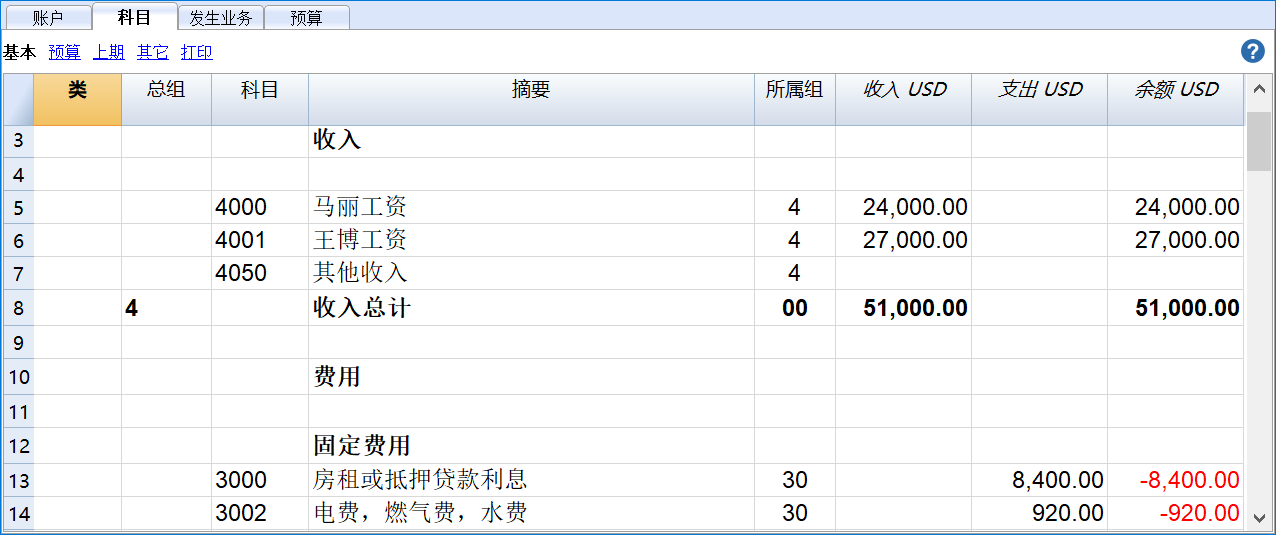 账户 科目 发生业务 预算
基本 预算 上期 其它 打印 ?
类 总组 科目 摘要 所属组 收入 USD 支出 USD 余额 USD
3 收入
4
5 4000 马丽工资 4 24,000.00 24,000.00
6 4001 王博工资 4 27,000.00 27,000.00
7 4050 其他收入 4
8 4 收入总计 00 51,000.00 51,000.00
9
10 费用
11
12 固定费用
13 3000 房租或抵押贷款利息 30 8,400.00 -8,400.00
14 3002 电费，燃气费，水费 30 920.00 -920.00